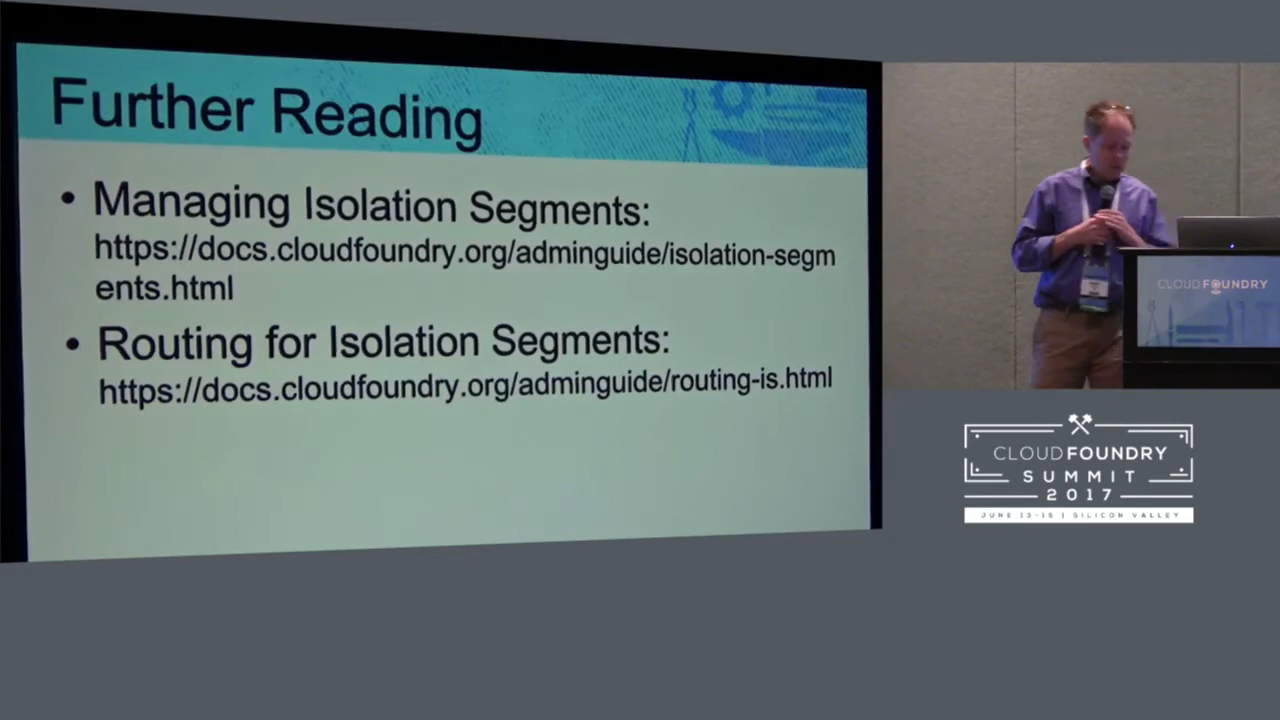 Further Reading
• Managing Isolation Segments:
https://docs.cloudfoundry.org/adminguide/isolation-segm
ents.html
• Routing for Isolation Segments:
https://docs.cloudfoundry.org/adminguide/routing-is.html
CLOUD FOUNDRY
CLOUD FOUNDRY
SUMMIT
2017
JUNE 13-15 | SILICON VALLEY